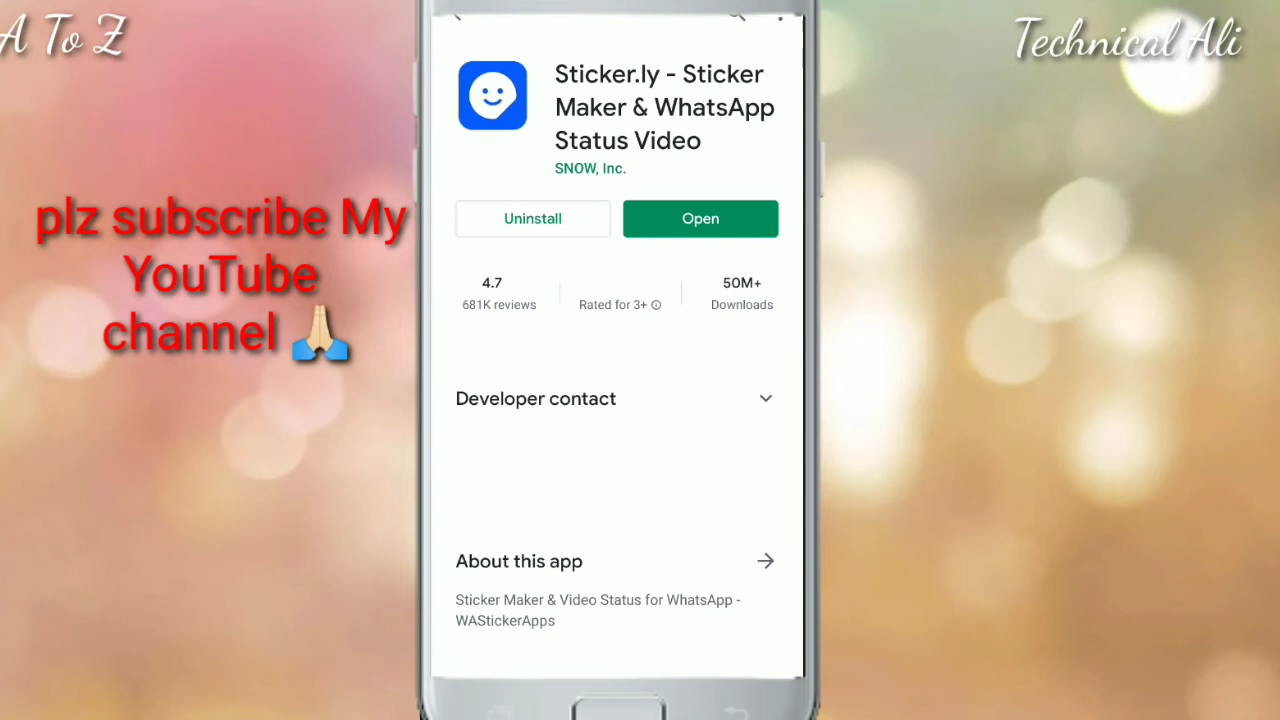 A To Z
Technical Ali
plz subscribe My
YouTube
channel 🙏🏼
Sticker.ly - Sticker
Maker & WhatsApp
Status Video
SNOW, Inc.
Uninstall
Open
4.7
681K reviews
Rated for 3+
50M+
Downloads
Developer contact
About this app
Sticker Maker & Video Status for WhatsApp -
WAStickerApps